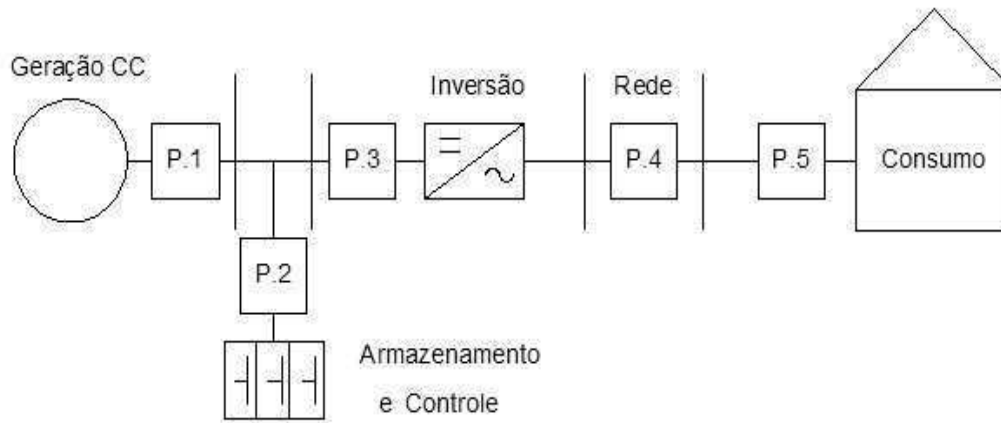 Geração CC
Inversão
Rede
P.1
P.3
P.4
P.5
Consumo
P.2
Armazenamento
e Controle